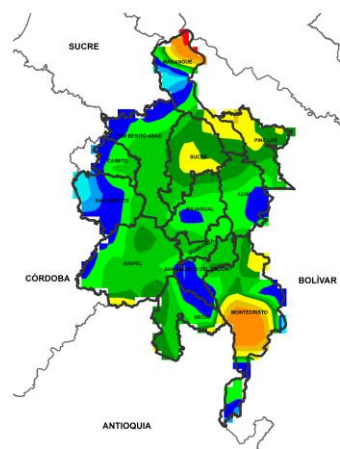 SUCRE
MAGANGUÉ
SAN BENITO ABAD
PINILLOS
SUCRE
CAIMITO
ACHÍ
SAN MARCOS
MAJAGUAL
GUARANDA
AYAPEL
SAN JACINTO DEL CAUCA
CÓRDOBA
BOLÍVAR
MONTECRISTO
NECHÍ
ANTIOQUIA